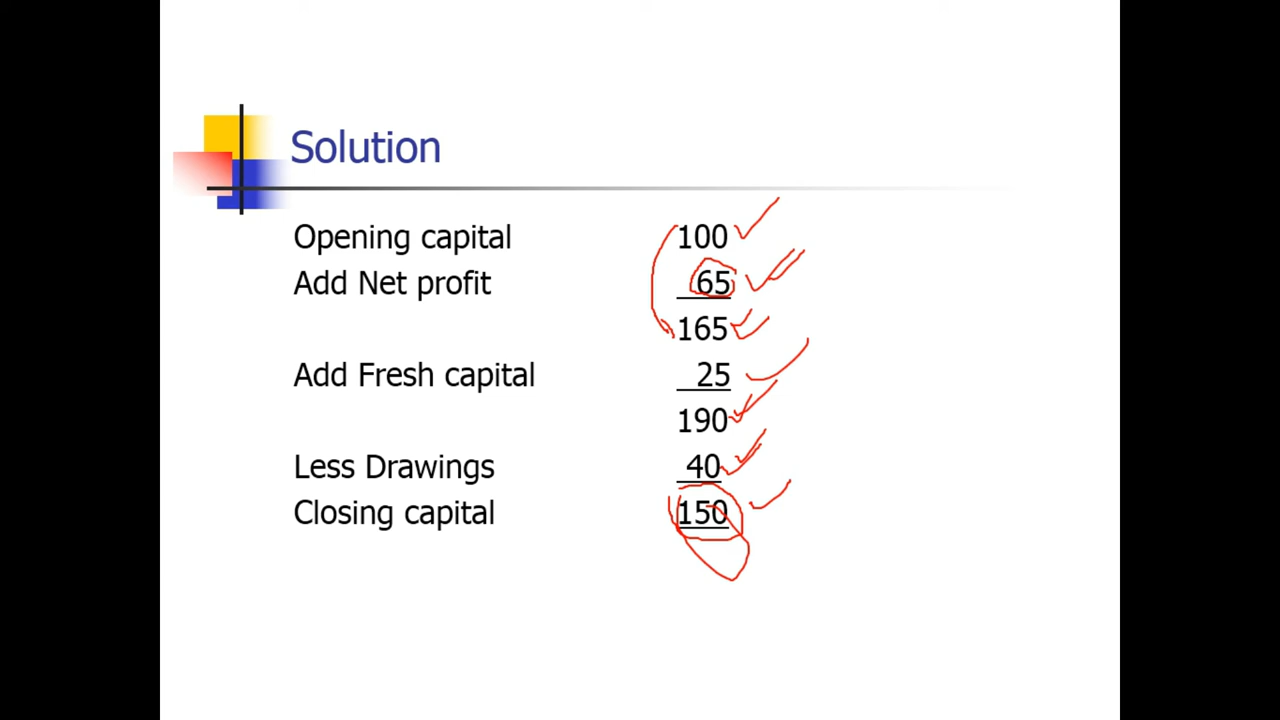 Solution
Opening capital 100
Add Net profit 65
165
Add Fresh capital 25
190
Less Drawings 40
Closing capital 150